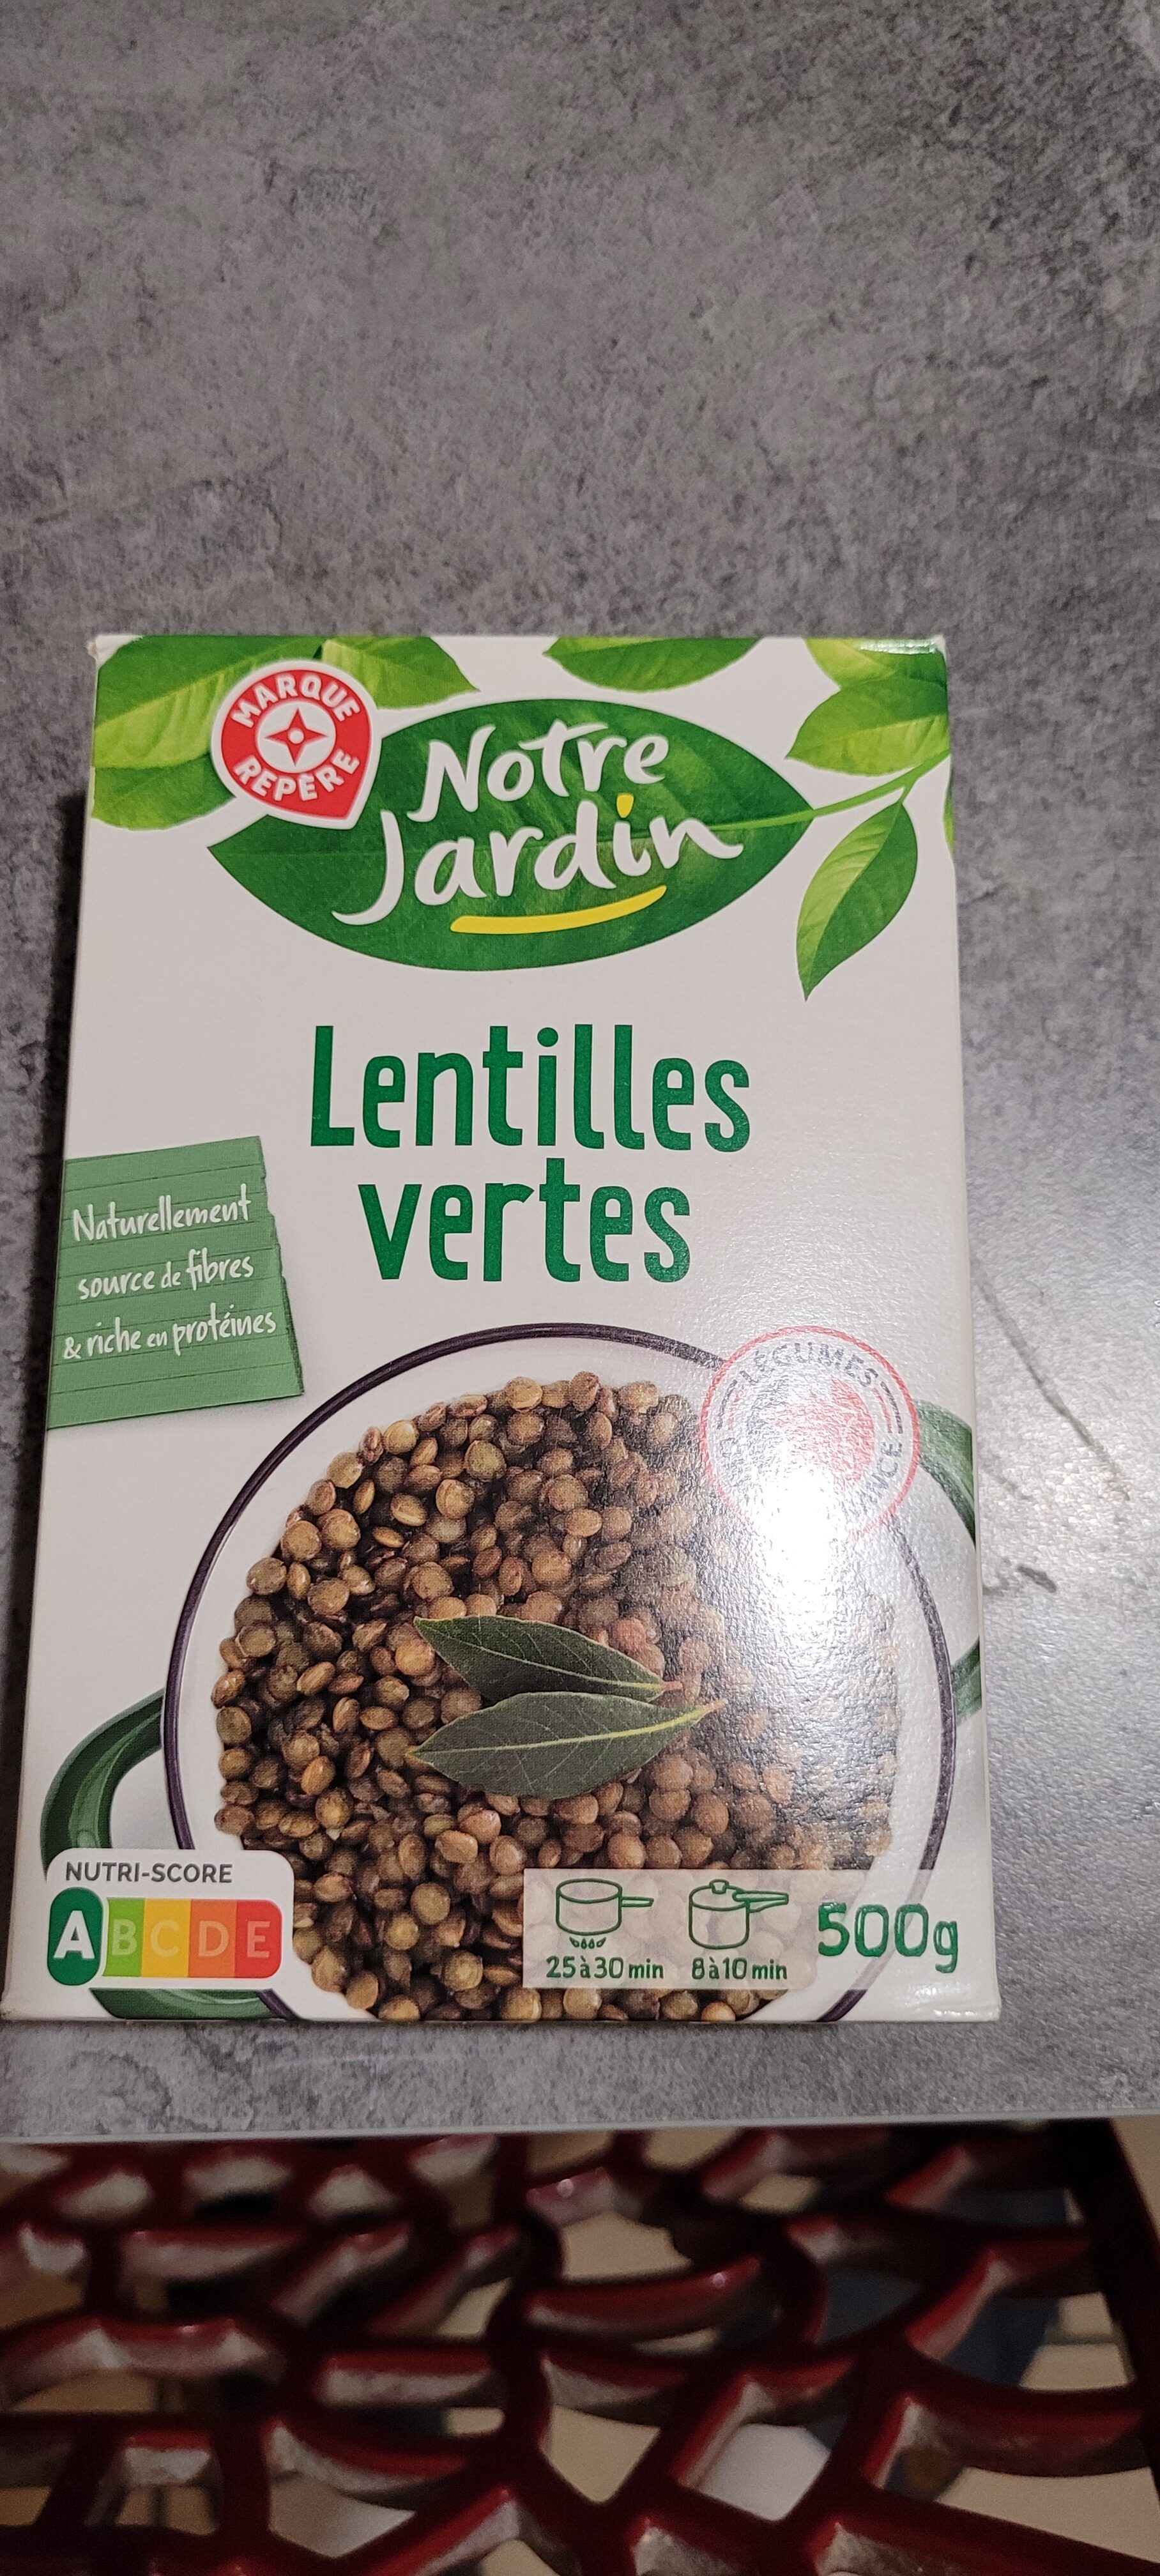 MARQUE
REPÈRE
Notre
Jardin
Lentilles
vertes
Naturellement
source de fibres
& riche en protéines
LÉGUMES
NUTRI-SCORE
A B C D E
25 à 30 min
8 à 10 min
500g